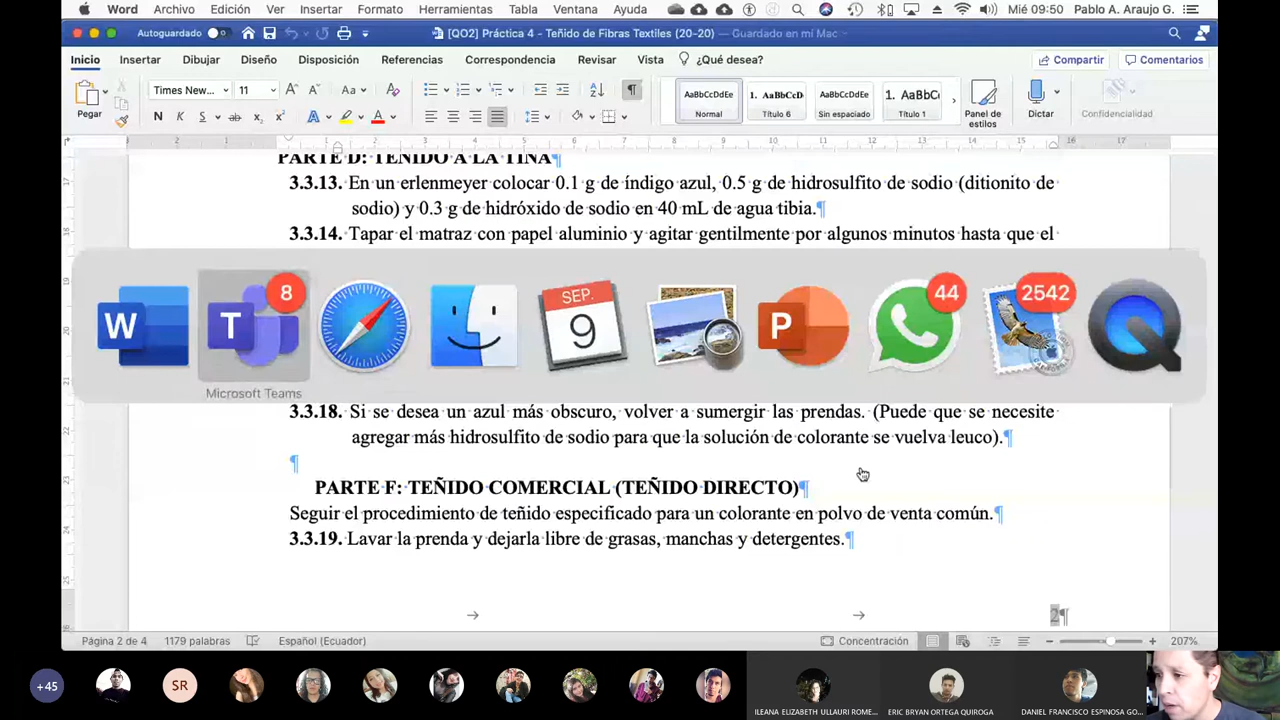 Word Archivo Edición Ver Insertar Formato Herramientas Tabla Ventana Ayuda Mié 09:50 Pablo A. Araujo G.
Autoguardado [QO2] Práctica 4 - Teñido de Fibras Textiles (20-20) — Guardado en mi Mac
Inicio Insertar Dibujar Diseño Disposición Referencias Correspondencia Revisar Vista ¿Qué desea? Compartir Comentarios
Pegar Times New... 11 Aa
N K S ab x₂ x² A A
AaBbCcDdEe AaBbCcD AaBbCcDdEe 1. AaBbC
Normal Título 6 Sin espaciado Título 1
Panel de estilos Dictar Confidencialidad
PARTE D: TEÑIDO A LA TINA¶
3.3.13. En un erlenmeyer colocar 0.1 g de índigo azul, 0.5 g de hidrosulfito de sodio (ditionito de
sodio) y 0.3 g de hidróxido de sodio en 40 mL de agua tibia.¶
3.3.14. Tapar el matraz con papel aluminio y agitar gentilmente por algunos minutos hasta que el
W T 8 SEP. 9 P 44 2542
Microsoft Teams
3.3.18. Si se desea un azul más obscuro, volver a sumergir las prendas. (Puede que se necesite
agregar más hidrosulfito de sodio para que la solución de colorante se vuelva leuco).¶
¶
PARTE F: TEÑIDO COMERCIAL (TEÑIDO DIRECTO)¶
Seguir el procedimiento de teñido especificado para un colorante en polvo de venta común.¶
3.3.19. Lavar la prenda y dejarla libre de grasas, manchas y detergentes.¶
2¶
Página 2 de 4 1179 palabras Español (Ecuador) Concentración 207%
+45 SR
ILEANA ELIZABETH ULLAURI ROME... ERIC BRYAN ORTEGA QUIROGA DANIEL FRANCISCO ESPINOSA GO...